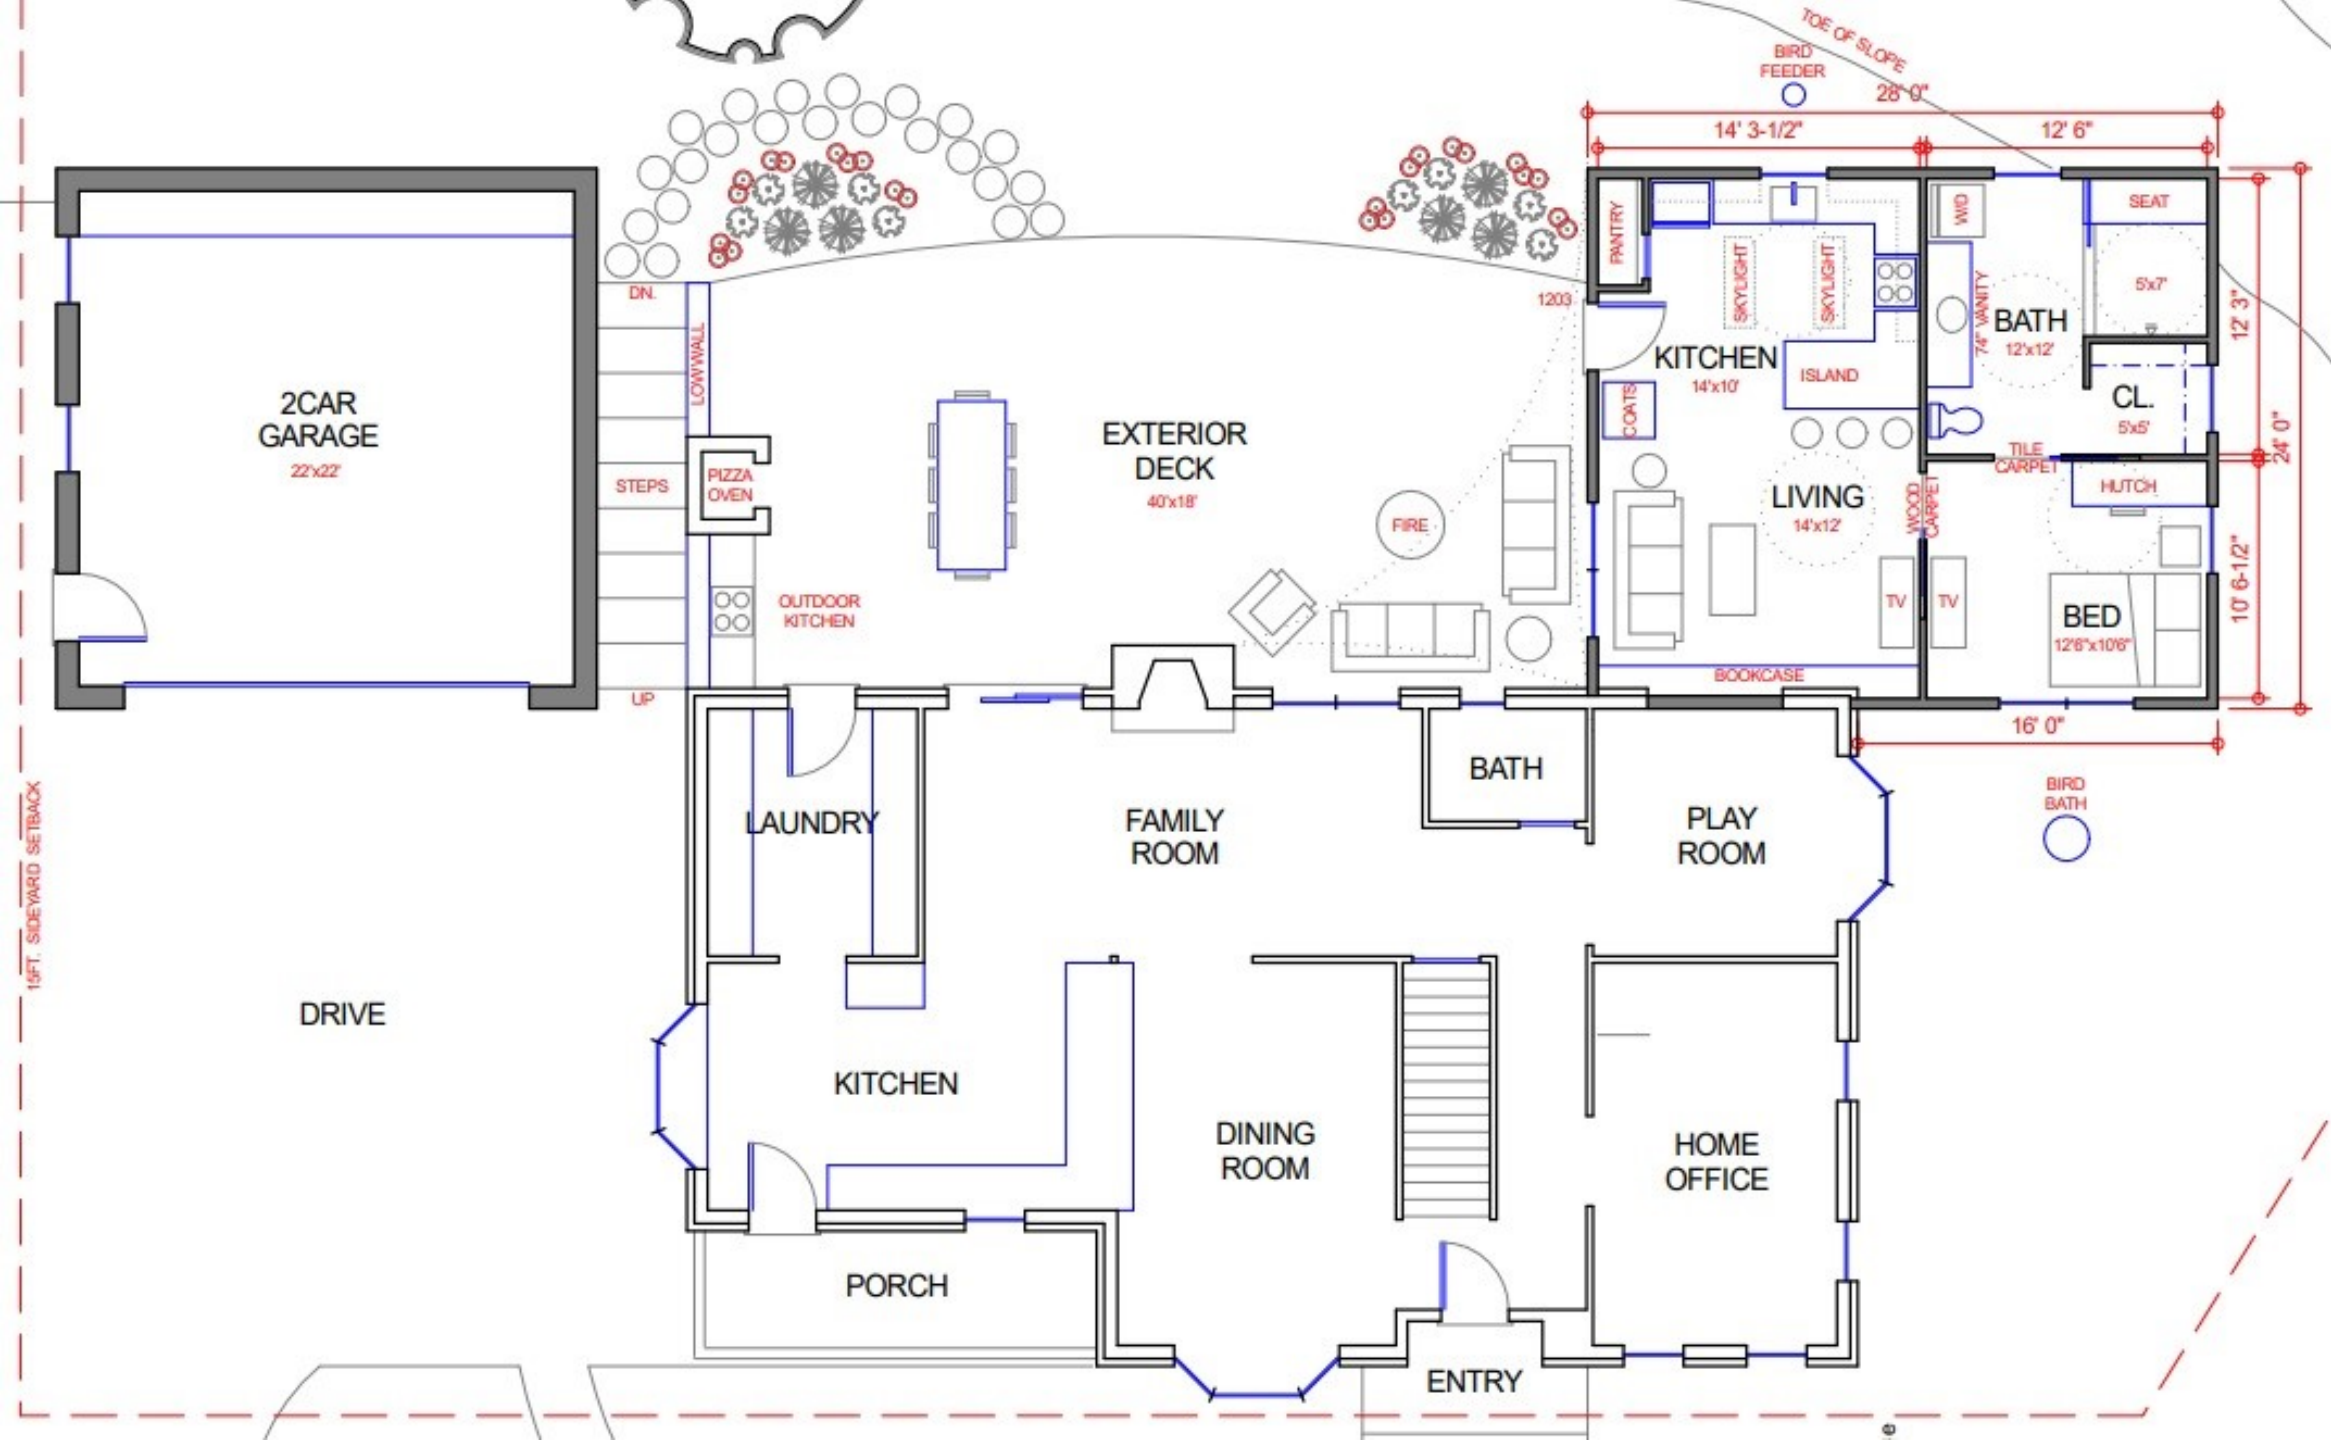 TOE OF SLOPE
BIRD
FEEDER
28' 0"
14' 3-1/2"
12' 6"
PANTRY
W/D
SEAT
SKYLIGHT
SKYLIGHT
5'x7'
74" VANITY
BATH
12'x12'
12' 3"
DN.
1203
LOW WALL
KITCHEN
14'x10'
ISLAND
COATS
CL.
5'x5'
24' 0"
2CAR
GARAGE
22'x22'
EXTERIOR
DECK
40'x18'
TILE
CARPET
STEPS
PIZZA
OVEN
LIVING
14'x12'
WOOD
CARPET
HUTCH
FIRE
10' 6-1/2"
OUTDOOR
KITCHEN
TV
TV
BED
12'6"x10'6"
BOOKCASE
UP
16' 0"
BATH
BIRD
BATH
LAUNDRY
FAMILY
ROOM
PLAY
ROOM
15FT. SIDEYARD SETBACK
DRIVE
KITCHEN
DINING
ROOM
HOME
OFFICE
PORCH
ENTRY
e